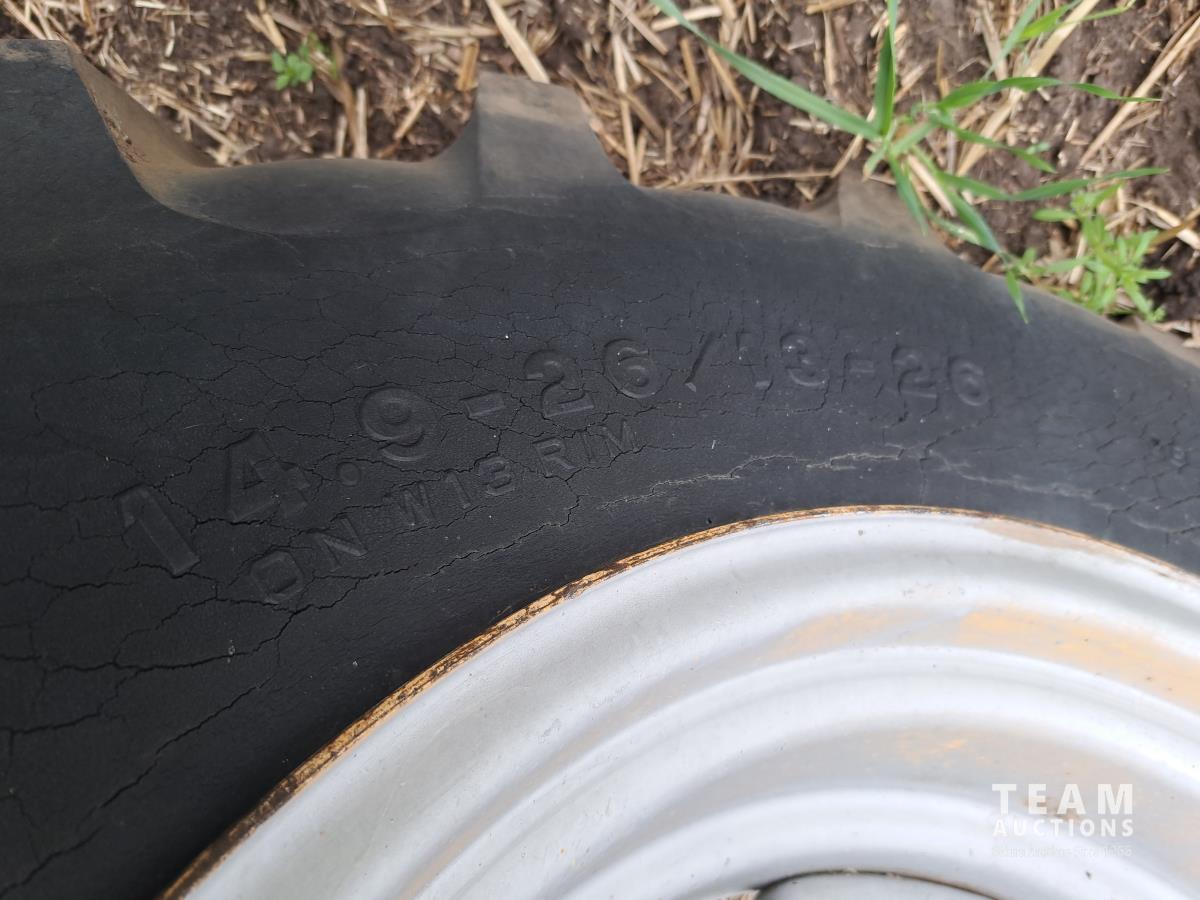 14.9-26/13-26
ON W13 RIM
TEAM
AUCTIONS